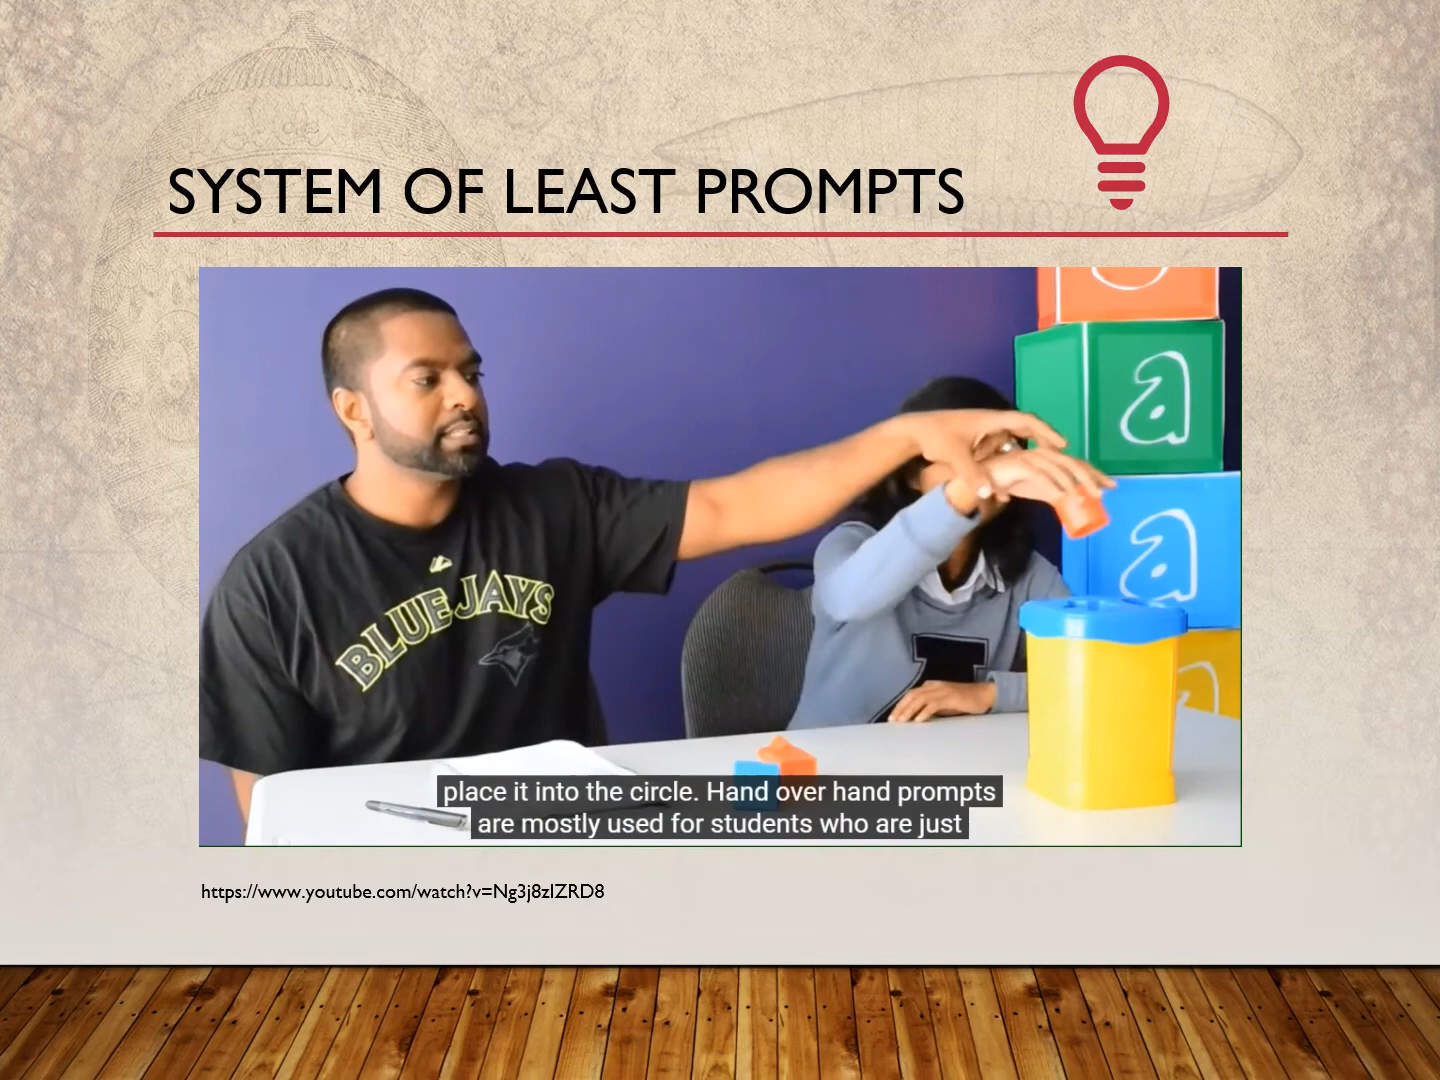 SYSTEM OF LEAST PROMPTS
a
a
BLUE JAYS
place it into the circle. Hand over hand prompts
are mostly used for students who are just
https://www.youtube.com/watch?v=Ng3j8zIZRD8